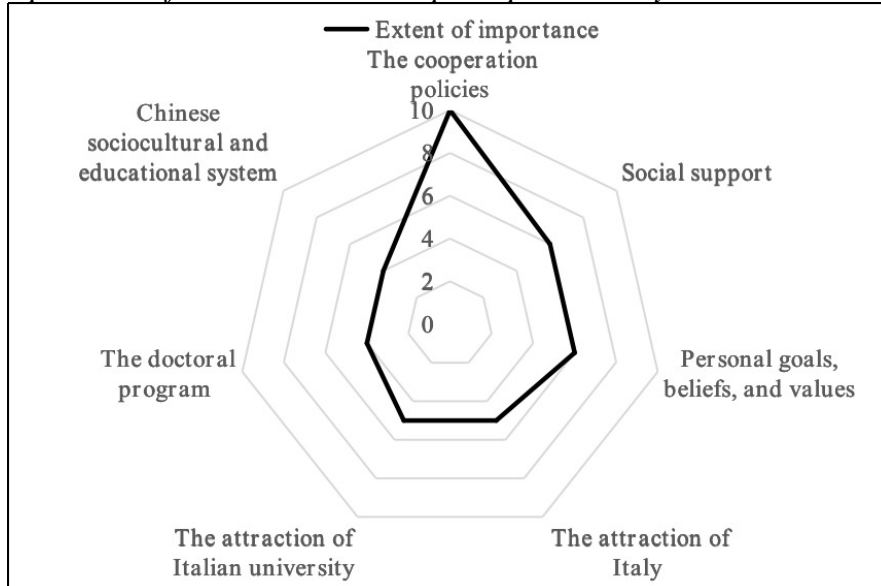 Extent of importance
The cooperation
policies
Chinese
sociocultural and
educational system
Social support
10
8
6
4
2
0
The doctoral
program
Personal goals,
beliefs, and values
The attraction of
Italian university
The attraction of
Italy